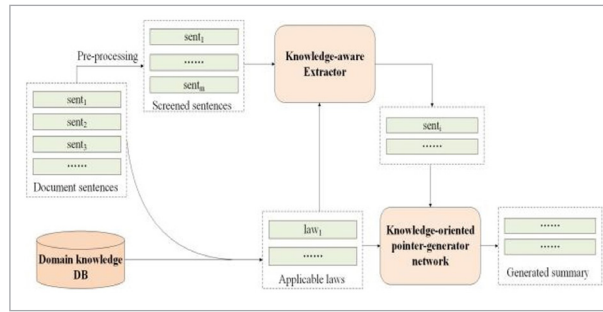 Pre-processing
sent₁
......
sentₘ
Screened sentences
Knowledge-aware
Extractor
sent₁
sent₂
sent₃
......
Document sentences
sentᵢ
......
Domain knowledge
DB
law₁
......
Applicable laws
Knowledge-oriented
pointer-generator
network
......
......
Generated summary